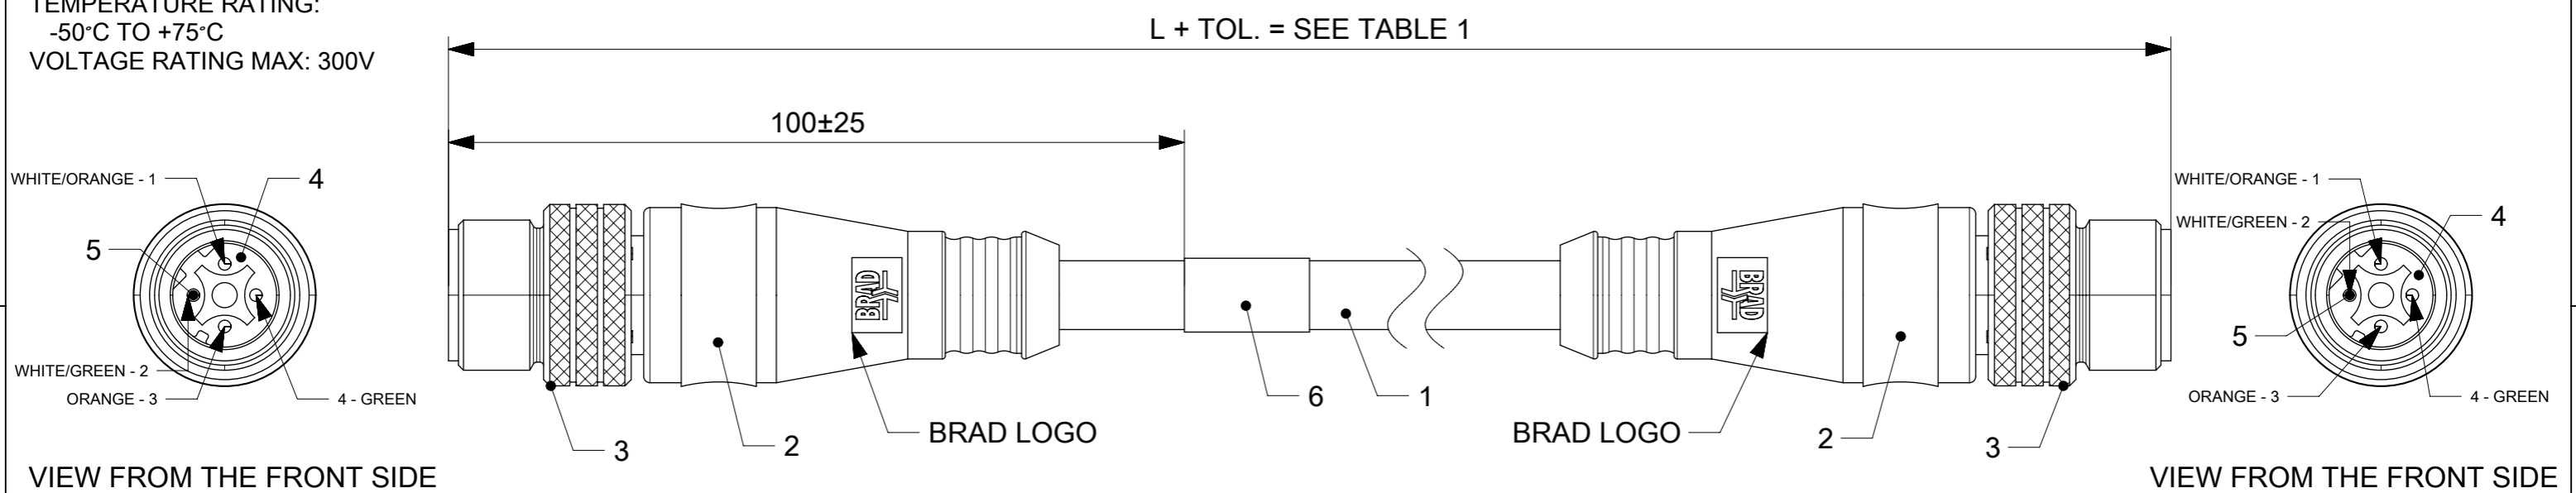 TEMPERATURE RATING:
-50°C TO +75°C
VOLTAGE RATING MAX: 300V
L + TOL. = SEE TABLE 1
100±25
WHITE/ORANGE - 1
4
5
WHITE/GREEN - 2
ORANGE - 3
4 - GREEN
VIEW FROM THE FRONT SIDE
BRAD
3
2
BRAD LOGO
6
1
BRAD
BRAD LOGO
2
3
WHITE/ORANGE - 1
WHITE/GREEN - 2
4
5
ORANGE - 3
4 - GREEN
VIEW FROM THE FRONT SIDE